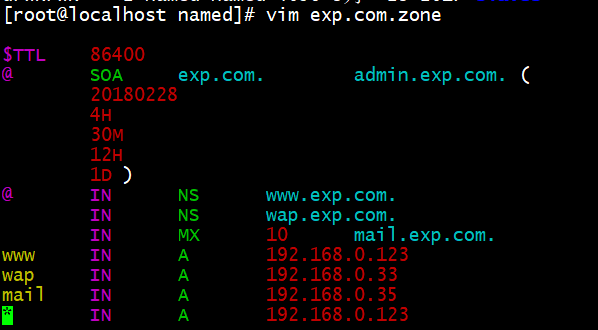 [root@localhost named]# vim exp.com.zone
$TTL 86400
@ SOA exp.com. admin.exp.com. (
20180228
4H
30M
12H
1D )
@ IN NS www.exp.com.
IN NS wap.exp.com.
IN MX 10 mail.exp.com.
www IN A 192.168.0.123
wap IN A 192.168.0.33
mail IN A 192.168.0.35
* IN A 192.168.0.123